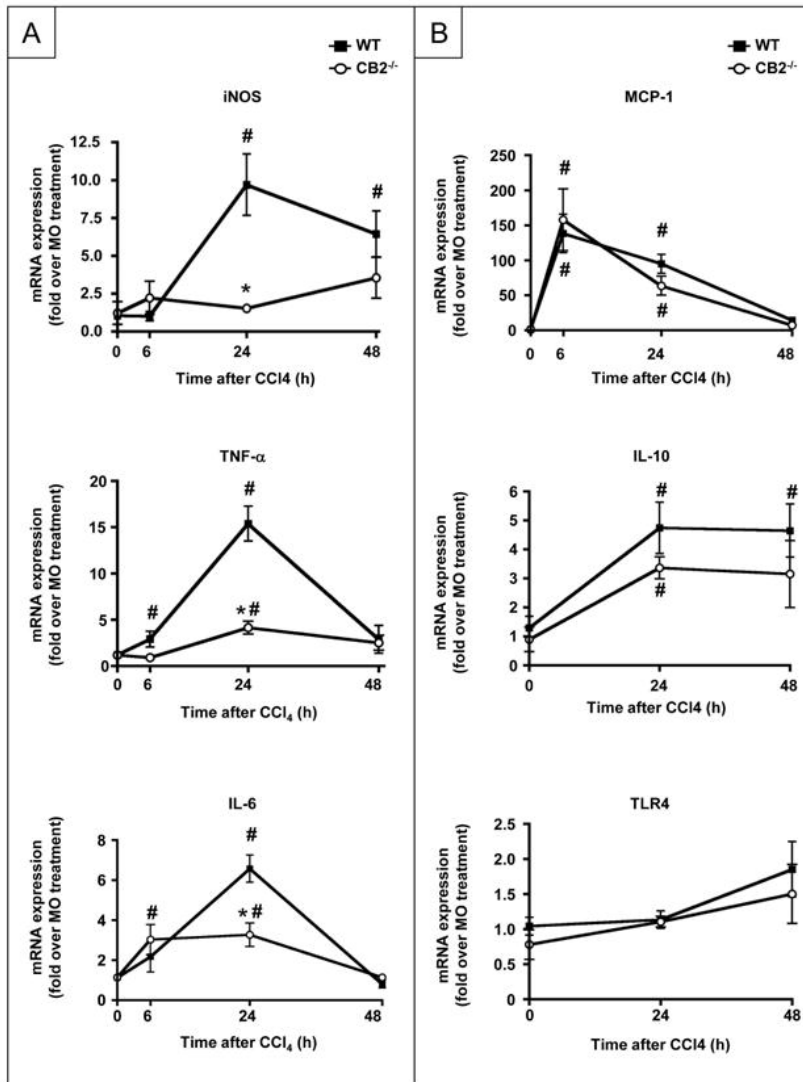 A
WT
CB2-/-
iNOS
mRNA expression
(fold over MO treatment)
12.5
10.0
7.5
5.0
2.5
0.0
#
#
*
0 6 24 48
Time after CCl4 (h)
TNF-α
mRNA expression
(fold over MO treatment)
20
15
10
5
0
#
#
*#
0 6 24 48
Time after CCl₄ (h)
IL-6
mRNA expression
(fold over MO treatment)
8
6
4
2
0
#
#
*#
0 6 24 48
Time after CCl₄ (h)
B
WT
CB2-/-
MCP-1
mRNA expression
(fold over MO treatment)
250
200
150
100
50
0
#
#
#
#
0 6 24 48
Time after CCl4 (h)
IL-10
mRNA expression
(fold over MO treatment)
6
5
4
3
2
1
0
# #
#
0 24 48
Time after CCl4 (h)
TLR4
mRNA expression
(fold over MO treatment)
2.5
2.0
1.5
1.0
0.5
0.0
0 24 48
Time after CCl4 (h)